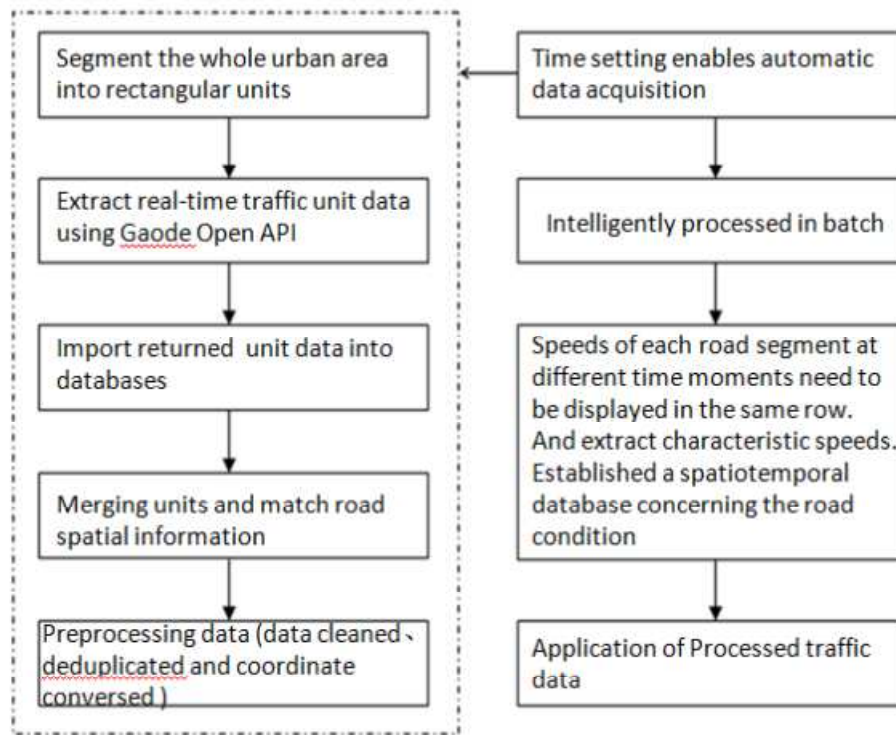 Segment the whole urban area
into rectangular units
Extract real-time traffic unit data
using Gaode Open API
Import returned  unit data into
databases
Merging units and match road
spatial information
Preprocessing data (data cleaned、
deduplicated and coordinate
conversed )
Time setting enables automatic
data acquisition
Intelligently processed in batch
Speeds of each road segment at
different time moments need to
be displayed in the same row.
And extract characteristic speeds.
Established a spatiotemporal
database concerning the road
condition
Application of Processed traffic
data